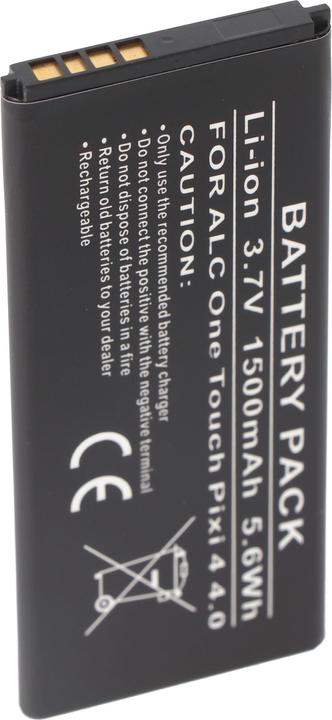 BATTERY PACK
Li-ion 3.7V 1500mAh 5.6Wh
FOR ALC One Touch Pixi 4 4.0
CAUTION:
•Only use the recommended battery charger
•Do not connect the positive with the negative terminal
•Do not dispose batteries in a fire
•Return old batteries to your dealer
•Rechargeable
CE